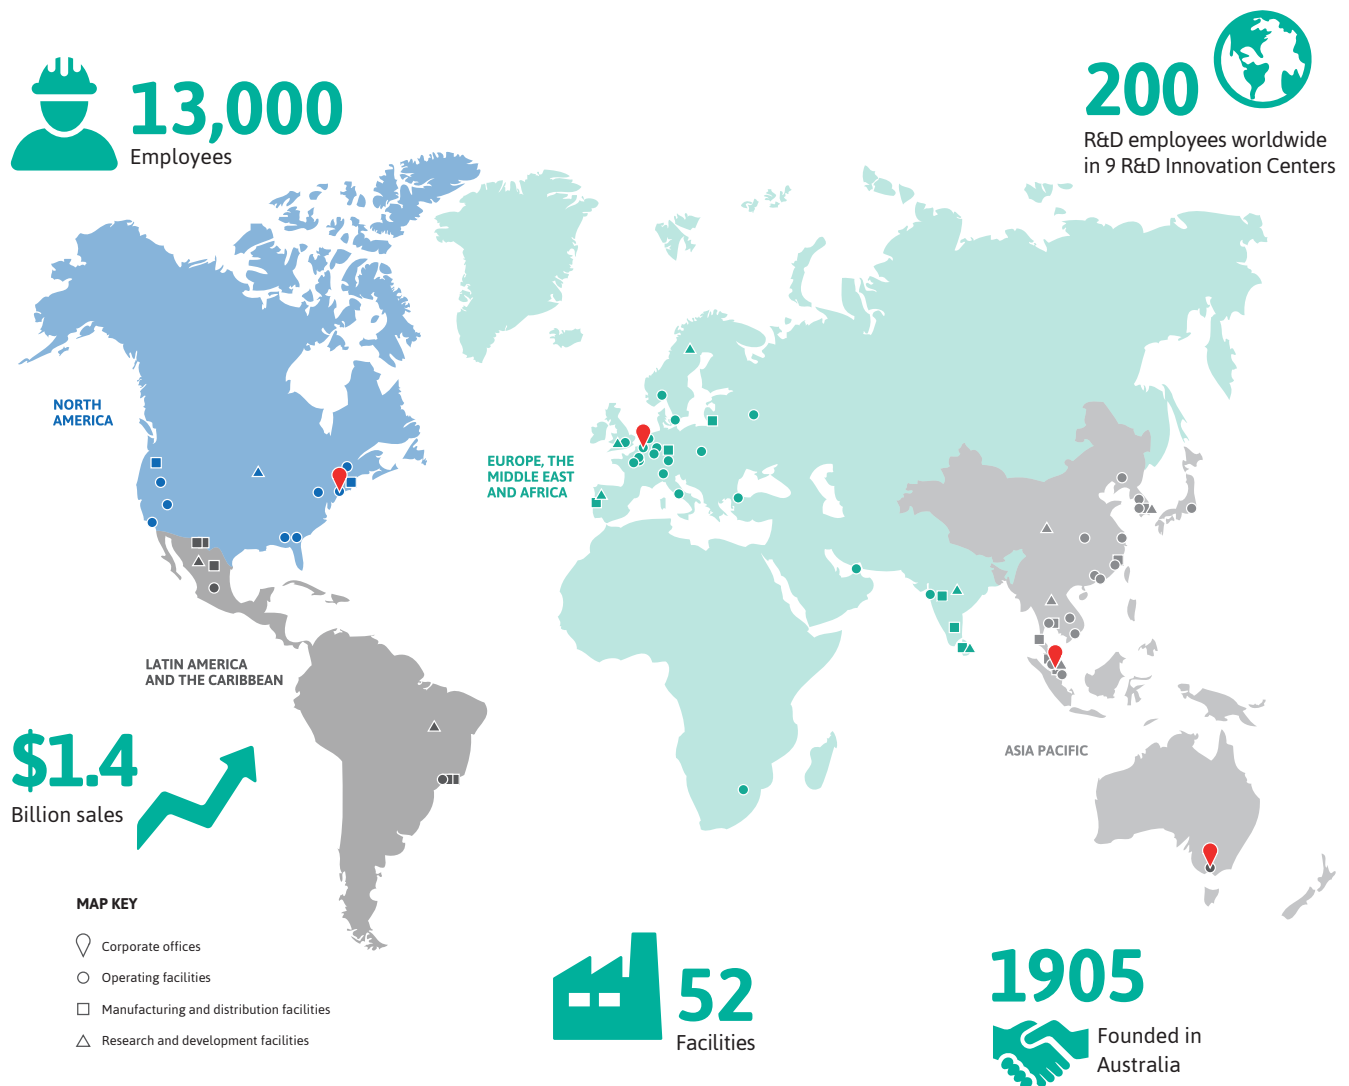 13,000
Employees
200
R&D employees worldwide
in 9 R&D Innovation Centers
NORTH
AMERICA
EUROPE, THE
MIDDLE EAST
AND AFRICA
LATIN AMERICA
AND THE CARIBBEAN
ASIA PACIFIC
$1.4
Billion sales
MAP KEY
Corporate offices
Operating facilities
Manufacturing and distribution facilities
Research and development facilities
52
Facilities
1905
Founded in
Australia